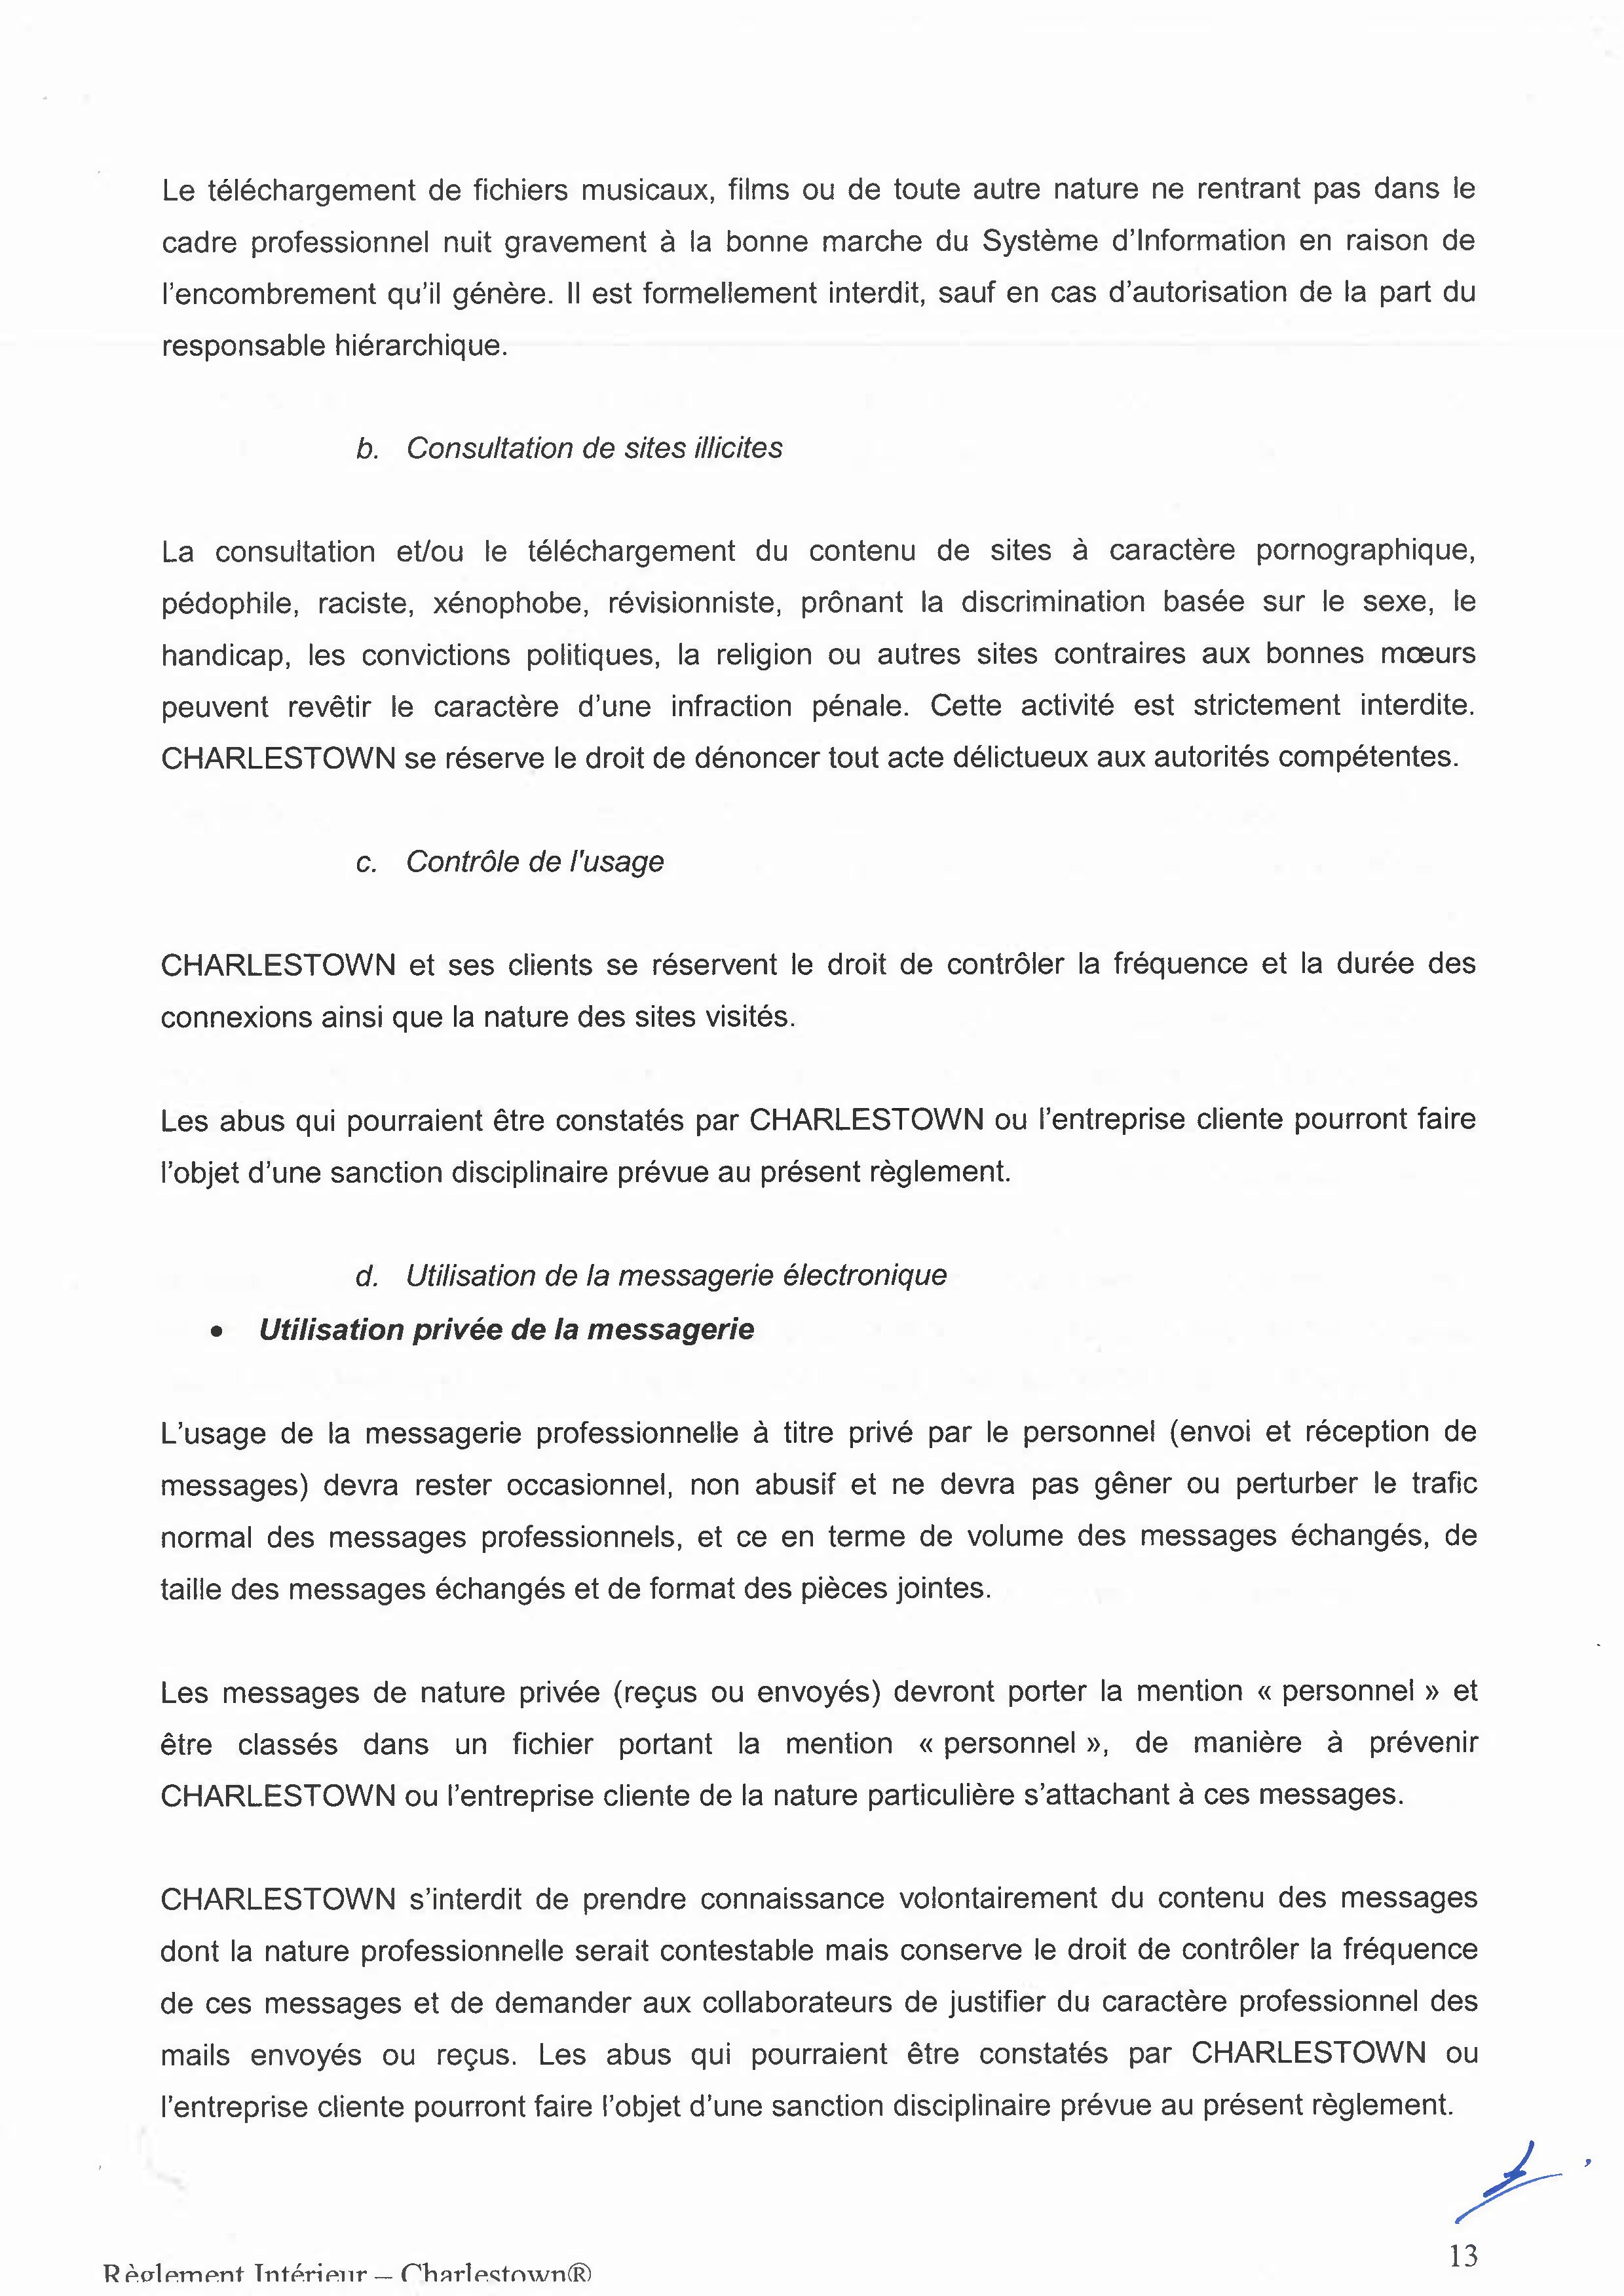 Le téléchargement de fichiers musicaux, films ou de toute autre nature ne rentrant pas dans le
cadre professionnel nuit gravement à la bonne marche du Système d’Information en raison de
l’encombrement qu’il génère. Il est formellement interdit, sauf en cas d’autorisation de la part du
responsable hiérarchique.
b. Consultation de sites illicites
La consultation et/ou le téléchargement du contenu de sites à caractère pornographique,
pédophile, raciste, xénophobe, révisionniste, prônant la discrimination basée sur le sexe, le
handicap, les convictions politiques, la religion ou autres sites contraires aux bonnes mœurs
peuvent revêtir le caractère d’une infraction pénale. Cette activité est strictement interdite.
CHARLESTOWN se réserve le droit de dénoncer tout acte délictueux aux autorités compétentes.
c. Contrôle de l'usage
CHARLESTOWN et ses clients se réservent le droit de contrôler la fréquence et la durée des
connexions ainsi que la nature des sites visités.
Les abus qui pourraient être constatés par CHARLESTOWN ou l’entreprise cliente pourront faire
l’objet d’une sanction disciplinaire prévue au présent règlement.
d. Utilisation de la messagerie électronique
• Utilisation privée de la messagerie
L’usage de la messagerie professionnelle à titre privé par le personnel (envoi et réception de
messages) devra rester occasionnel, non abusif et ne devra pas gêner ou perturber le trafic
normal des messages professionnels, et ce en terme de volume des messages échangés, de
taille des messages échangés et de format des pièces jointes.
Les messages de nature privée (reçus ou envoyés) devront porter la mention « personnel » et
être classés dans un fichier portant la mention « personnel », de manière à prévenir
CHARLESTOWN ou l’entreprise cliente de la nature particulière s’attachant à ces messages.
CHARLESTOWN s’interdit de prendre connaissance volontairement du contenu des messages
dont la nature professionnelle serait contestable mais conserve le droit de contrôler la fréquence
de ces messages et de demander aux collaborateurs de justifier du caractère professionnel des
mails envoyés ou reçus. Les abus qui pourraient être constatés par CHARLESTOWN ou
l’entreprise cliente pourront faire l’objet d’une sanction disciplinaire prévue au présent règlement.
13
Règlement Intérieur – Charlestown®